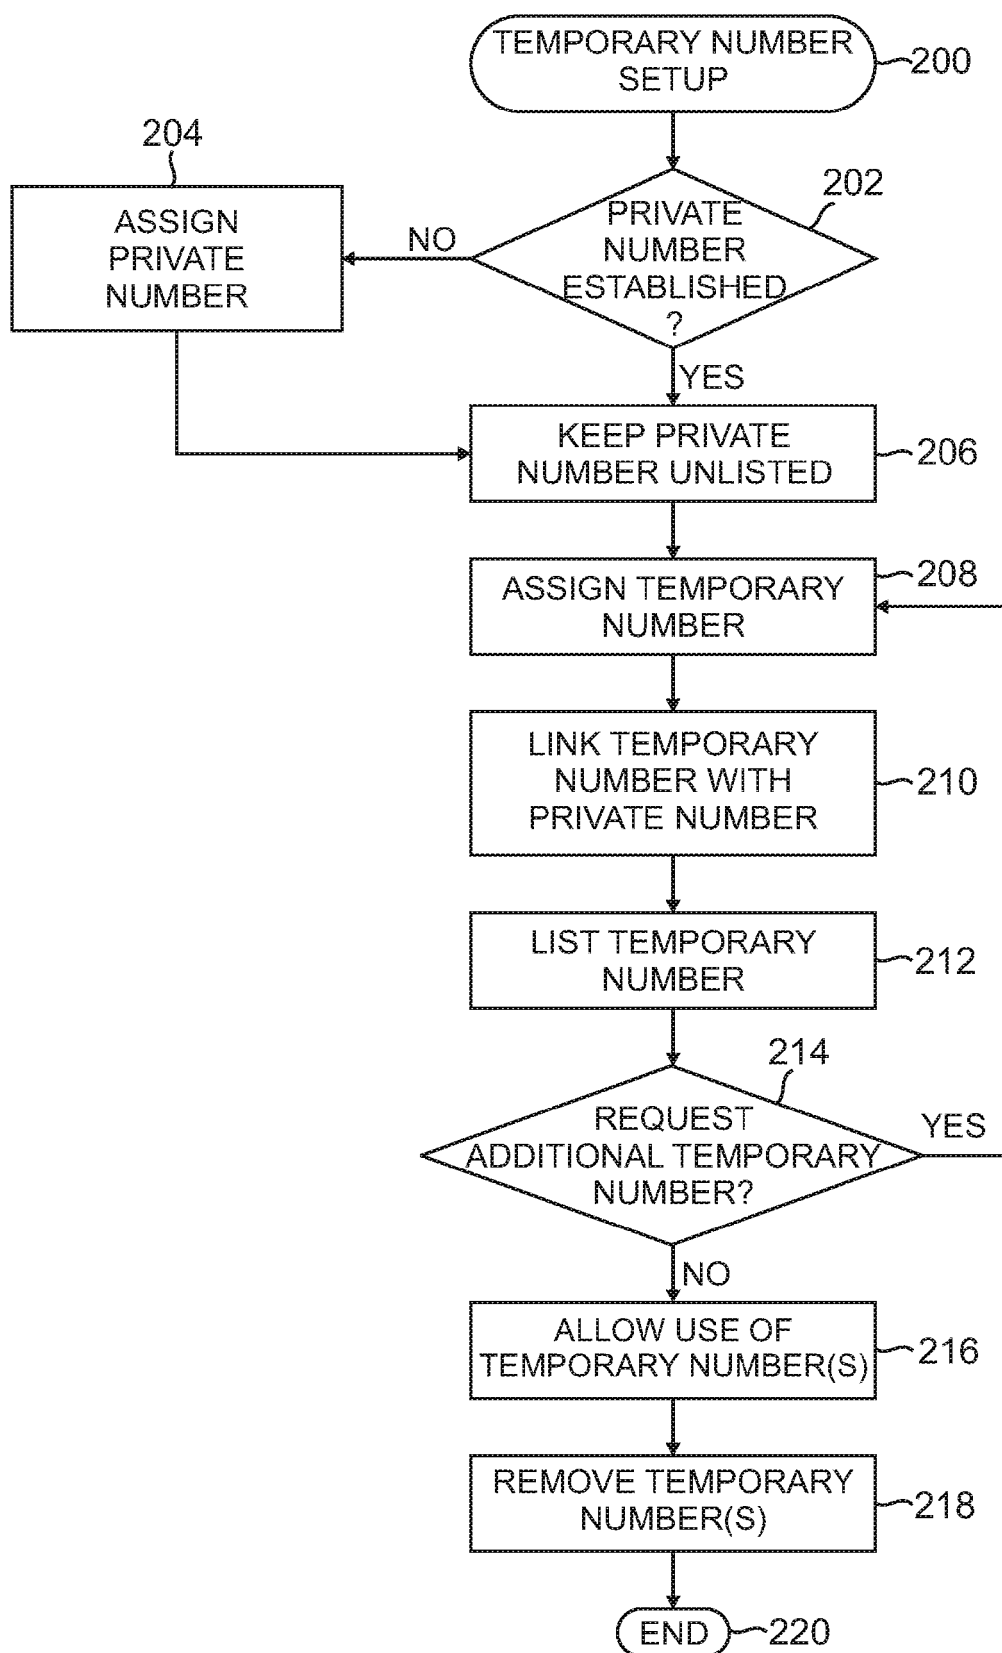 TEMPORARY NUMBER
SETUP
200
204
202
ASSIGN
PRIVATE
NUMBER
NO
PRIVATE
NUMBER
ESTABLISHED
?
YES
KEEP PRIVATE
NUMBER UNLISTED
206
ASSIGN TEMPORARY
NUMBER
208
LINK TEMPORARY
NUMBER WITH
PRIVATE NUMBER
210
LIST TEMPORARY
NUMBER
212
214
REQUEST
ADDITIONAL TEMPORARY
NUMBER?
YES
NO
ALLOW USE OF
TEMPORARY NUMBER(S)
216
REMOVE TEMPORARY
NUMBER(S)
218
END
220